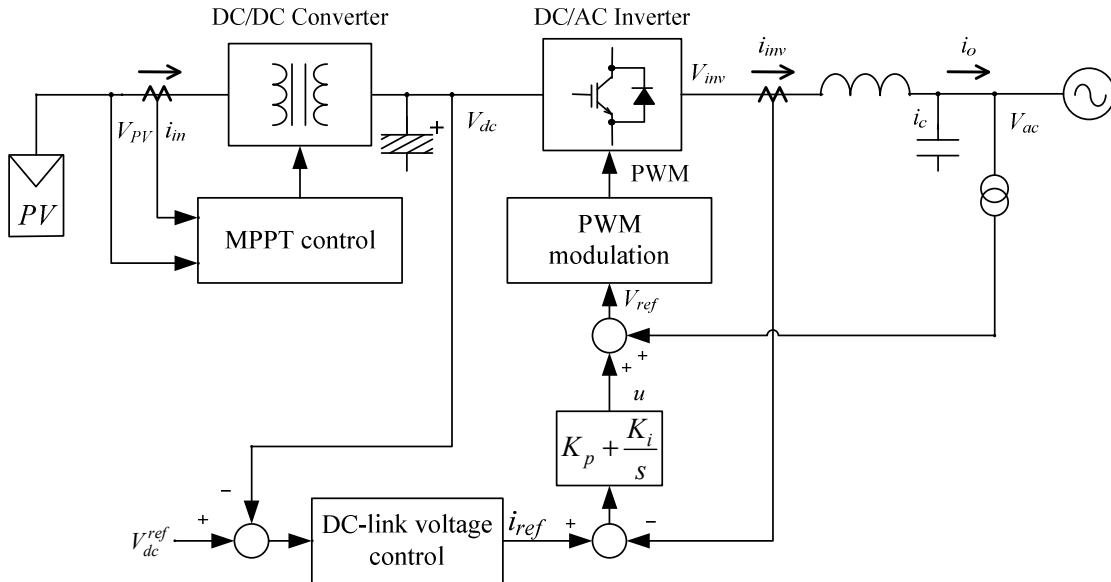 DC/DC Converter
DC/AC Inverter
i_inv
i_o
V_inv
V_PV
i_in
V_dc
+
i_c
V_ac
PV
PWM
MPPT control
PWM
modulation
V_ref
+ +
u
K_p + K_i/s
−
+
V_dc^ref
DC-link voltage
control
i_ref
+
−